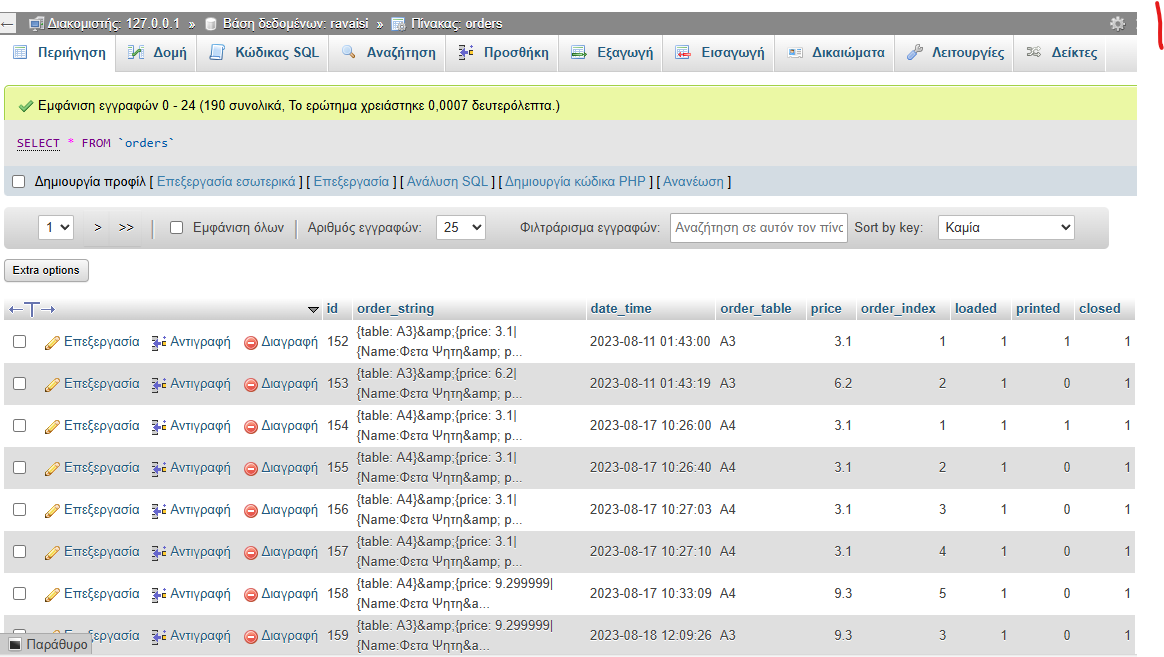 Διακομιστής: 127.0.0.1 » Βάση δεδομένων: ravaisi » Πίνακας: orders
Περιήγηση Δομή Κώδικας SQL Αναζήτηση Προσθήκη Εξαγωγή Εισαγωγή Δικαιώματα Λειτουργίες Δείκτες
Εμφάνιση εγγραφών 0 - 24 (190 συνολικά, Το ερώτημα χρειάστηκε 0,0007 δευτερόλεπτα.)
SELECT * FROM `orders`
Δημιουργία προφίλ [ Επεξεργασία εσωτερικά ] [ Επεξεργασία ] [ Ανάλυση SQL ] [ Δημιουργία κώδικα PHP ] [ Ανανέωση ]
1 > >> | Εμφάνιση όλων | Αριθμός εγγραφών: 25 Φιλτράρισμα εγγραφών: Αναζήτηση σε αυτόν τον πίνα Sort by key: Καμία
Extra options
←T→ id order_string date_time order_table price order_index loaded printed closed
{table: A3}&amp;{price: 3.1|
Επεξεργασία Αντιγραφή Διαγραφή 152 2023-08-11 01:43:00 A3 3.1 1 1 1 1
{Name:Φετα Ψητη&amp; p...
{table: A3}&amp;{price: 6.2|
Επεξεργασία Αντιγραφή Διαγραφή 153 2023-08-11 01:43:19 A3 6.2 2 1 0 1
{Name:Φετα Ψητη&amp; p...
{table: A4}&amp;{price: 3.1|
Επεξεργασία Αντιγραφή Διαγραφή 154 2023-08-17 10:26:00 A4 3.1 1 1 1 1
{Name:Φετα Ψητη&amp; p...
{table: A4}&amp;{price: 3.1|
Επεξεργασία Αντιγραφή Διαγραφή 155 2023-08-17 10:26:40 A4 3.1 2 1 0 1
{Name:Φετα Ψητη&amp; p...
{table: A4}&amp;{price: 3.1|
Επεξεργασία Αντιγραφή Διαγραφή 156 2023-08-17 10:27:03 A4 3.1 3 1 0 1
{Name:Φετα Ψητη&amp; p...
{table: A4}&amp;{price: 3.1|
Επεξεργασία Αντιγραφή Διαγραφή 157 2023-08-17 10:27:10 A4 3.1 4 1 0 1
{Name:Φετα Ψητη&amp; p...
{table: A4}&amp;{price: 9.299999|
Επεξεργασία Αντιγραφή Διαγραφή 158 2023-08-17 10:33:09 A4 9.3 5 1 0 1
{Name:Φετα Ψητη&a...
{table: A3}&amp;{price: 9.299999|
Αντιγραφή Διαγραφή 159 2023-08-18 12:09:26 A3 9.3 3 1 0 1
{Name:Φετα Ψητη&a...
Παράθυρο